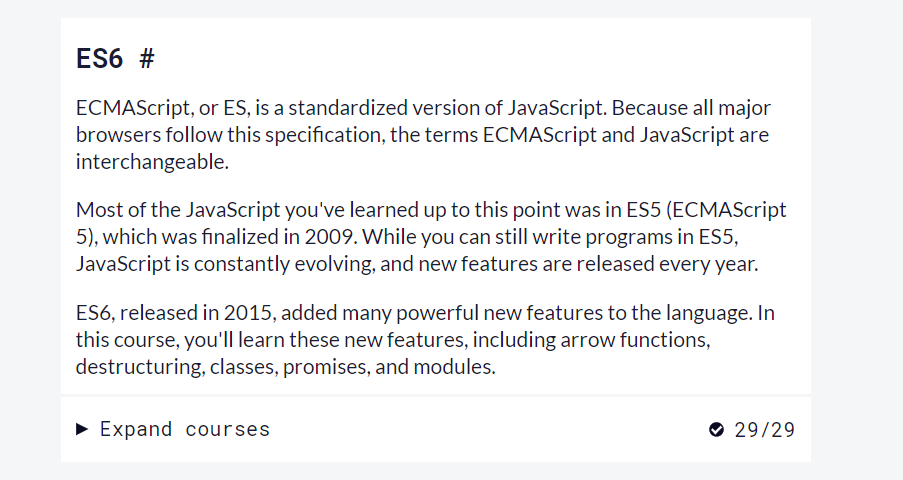 ES6 #
ECMAScript, or ES, is a standardized version of JavaScript. Because all major
browsers follow this specification, the terms ECMAScript and JavaScript are
interchangeable.
Most of the JavaScript you've learned up to this point was in ES5 (ECMAScript
5), which was finalized in 2009. While you can still write programs in ES5,
JavaScript is constantly evolving, and new features are released every year.
ES6, released in 2015, added many powerful new features to the language. In
this course, you'll learn these new features, including arrow functions,
destructuring, classes, promises, and modules.
Expand courses 29/29